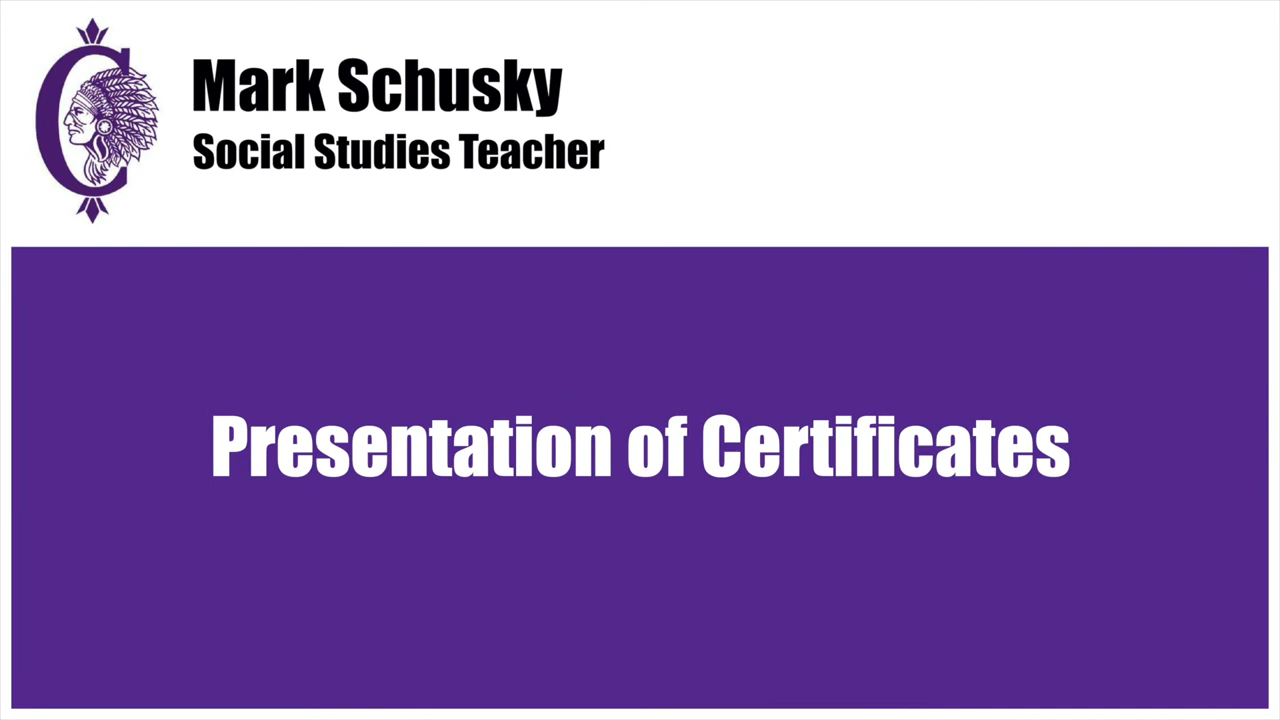 Mark Schusky
Social Studies Teacher
Presentation of Certificates